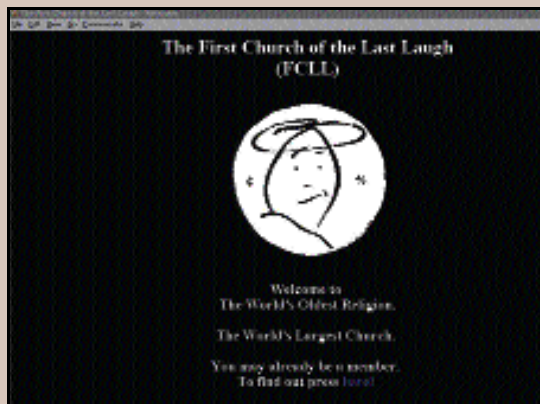 The First Church of the Last Laugh
(FCLL)
¢ %
Welcome to
The World's Oldest Religion.
The World's Largest Church.
You may already be a member.
To find out press here!